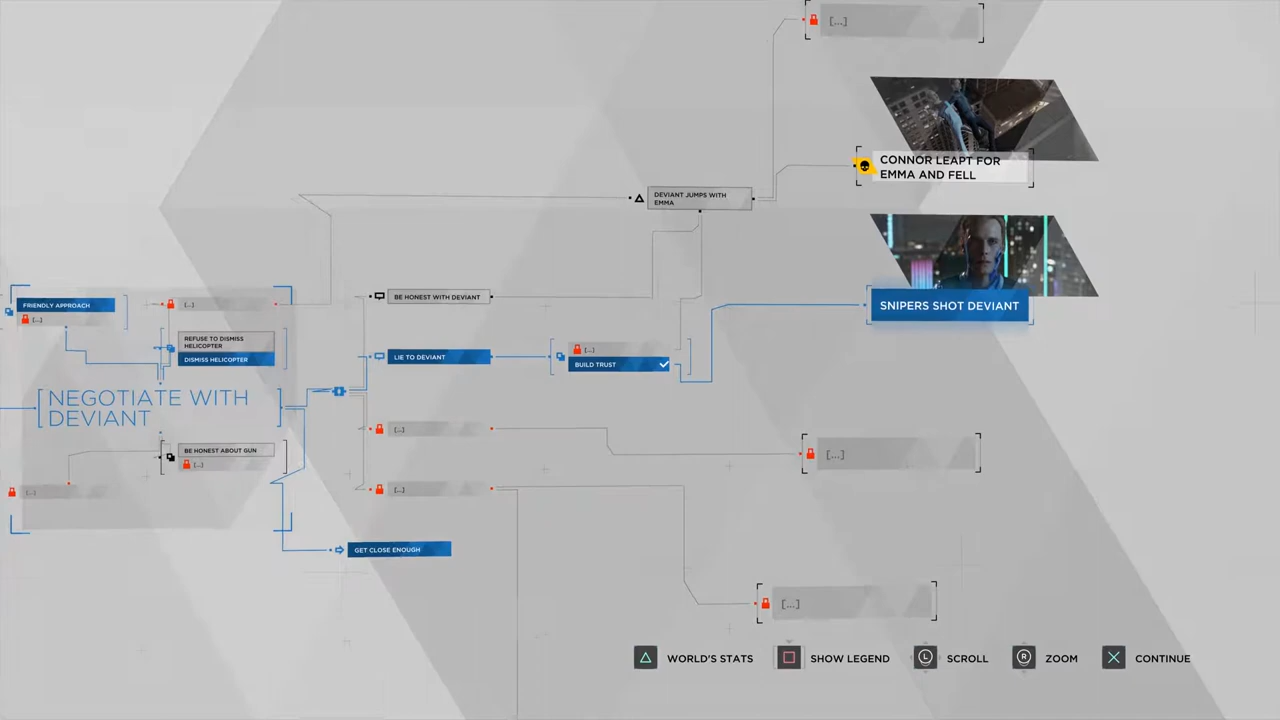 [...]
CONNOR LEAPT FOR
EMMA AND FELL
DEVIANT JUMPS WITH
EMMA
FRIENDLY APPROACH
[...]
[...]
REFUSE TO DISMISS
HELICOPTER
DISMISS HELICOPTER
BE HONEST WITH DEVIANT
SNIPERS SHOT DEVIANT
LIE TO DEVIANT
[...]
BUILD TRUST
NEGOTIATE WITH
DEVIANT
BE HONEST ABOUT GUN
[...]
[...]
[...]
[...]
[...]
GET CLOSE ENOUGH
[...]
WORLD'S STATS
SHOW LEGEND
L
SCROLL
R
ZOOM
CONTINUE